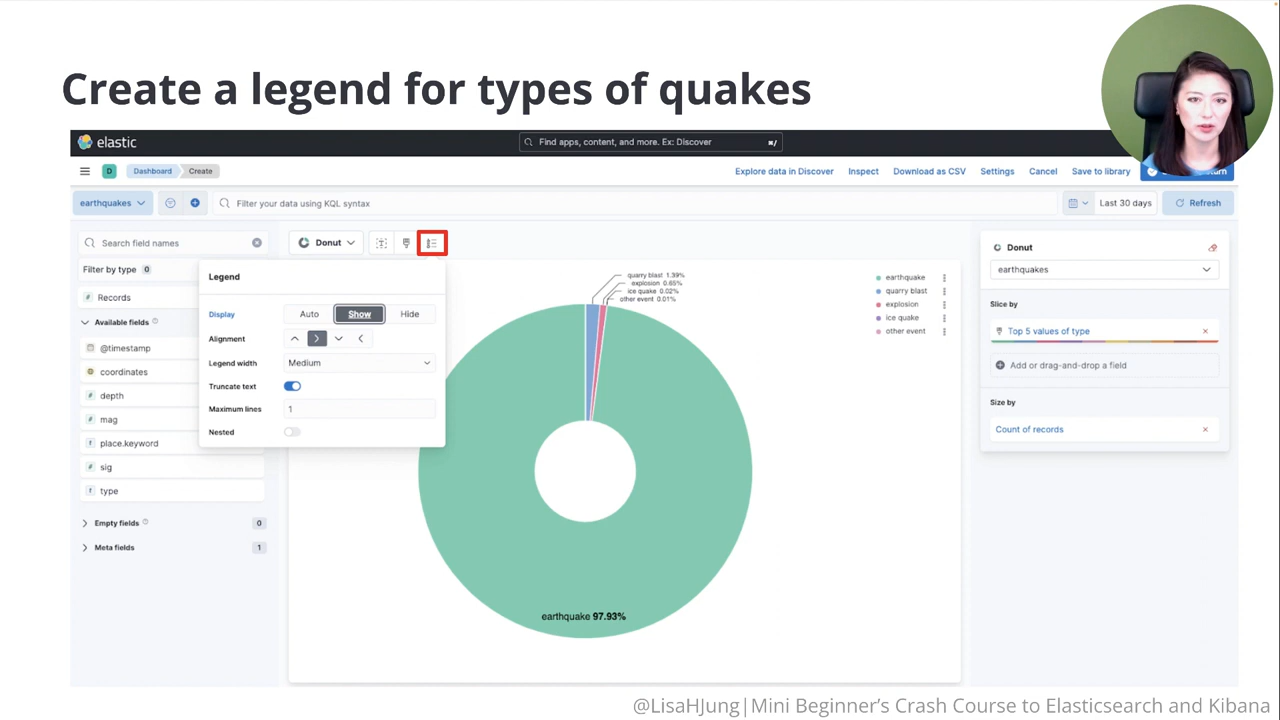 Create a legend for types of quakes
elastic
Find apps, content, and more. Ex: Discover
D
Dashboard
Create
Explore data in Discover
Inspect
Download as CSV
Settings
Cancel
Save to library
earthquakes
Filter your data using KQL syntax
Last 30 days
Refresh
Search field names
Filter by type 0
Records
Available fields
@timestamp
coordinates
depth
mag
place.keyword
sig
type
Empty fields 0
Meta fields 1
Donut
Legend
Display Auto Show Hide
Alignment
Legend width Medium
Truncate text
Maximum lines 1
Nested
quarry blast 1.39%
explosion 0.65%
ice quake 0.02%
other event 0.01%
earthquake 97.93%
earthquake
quarry blast
explosion
ice quake
other event
Donut
earthquakes
Slice by
Top 5 values of type
Add or drag-and-drop a field
Size by
Count of records
@LisaHJung|Mini Beginner's Crash Course to Elasticsearch and Kibana